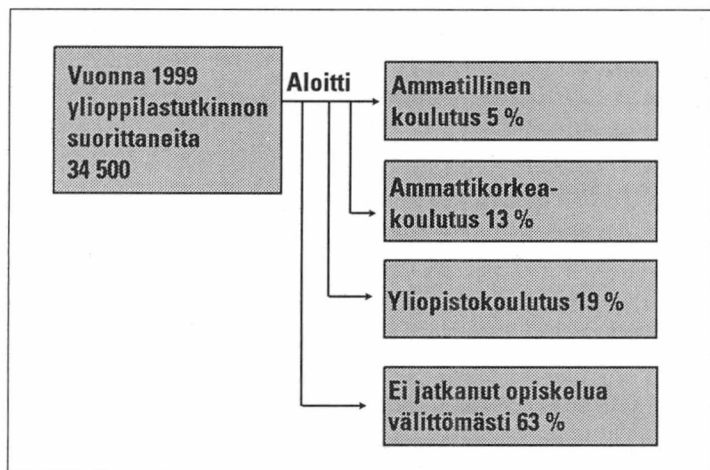 Vuonna 1999
ylioppilastutkinnon
suorittaneita
34 500
Aloitti
Ammatillinen
koulutus 5 %
Ammattikorkea-
koulutus 13 %
Yliopistokoulutus 19 %
Ei jatkanut opiskelua
välittömästi 63 %